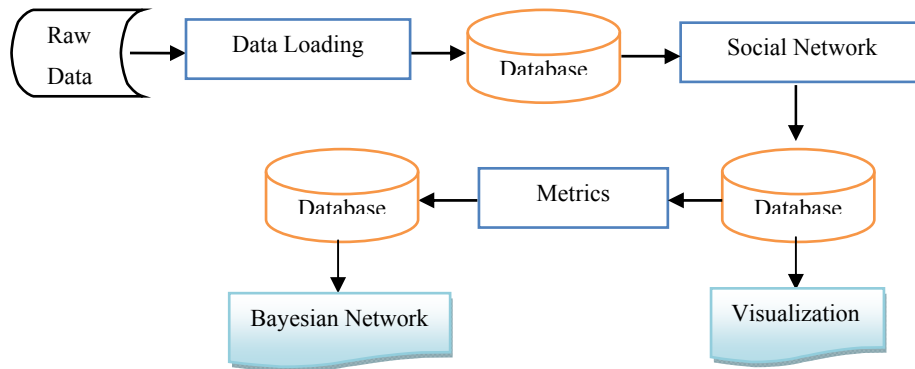 Raw
Data
Data Loading
Database
Social Network
Database
Metrics
Database
Bayesian Network
Visualization